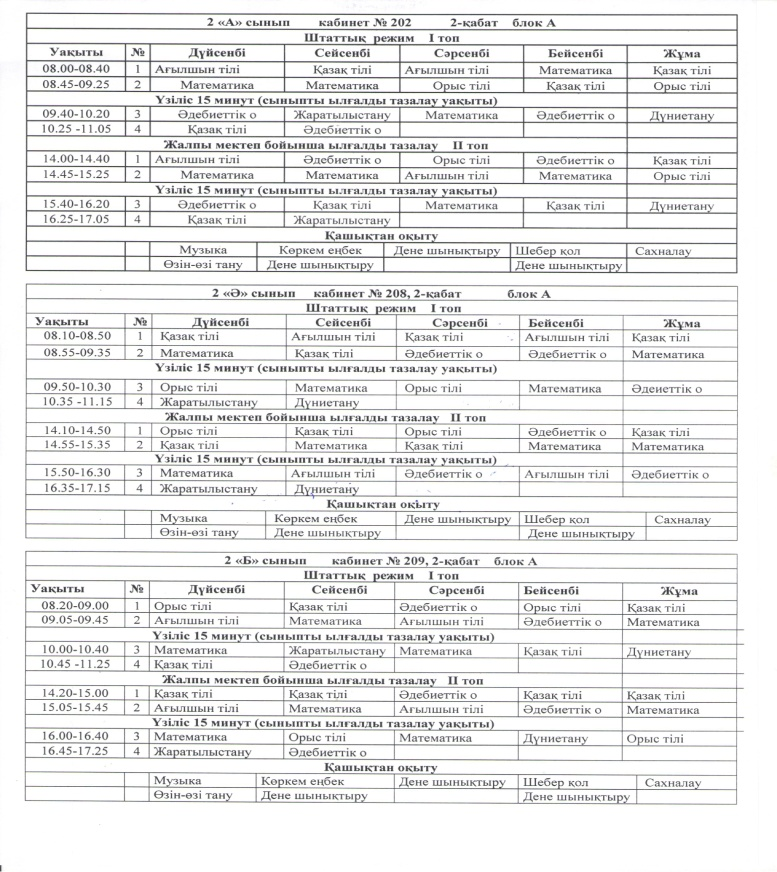 2 «А» сынып кабинет № 202 2-қабат блок А
Штаттық режим I топ
Уақыты № Дүйсенбі Сейсенбі Сәрсенбі Бейсенбі Жұма
08.00-08.40 1 Ағылшын тілі Қазақ тілі Ағылшын тілі Математика Қазақ тілі
08.45-09.25 2 Математика Математика Орыс тілі Қазақ тілі Орыс тілі
Үзіліс 15 минут (сыныпты ылғалды тазалау уақыты)
09.40-10.20 3 Әдебиеттік о Жаратылыстану Математика Әдебиеттік о Дүниетану
10.25 -11.05 4 Қазақ тілі Әдебиеттік о
Жалпы мектеп бойынша ылғалды тазалау II топ
14.00-14.40 1 Ағылшын тілі Әдебиеттік о Орыс тілі Әдебиеттік о Қазақ тілі
14.45-15.25 2 Математика Математика Ағылшын тілі Математика Орыс тілі
Үзіліс 15 минут (сыныпты ылғалды тазалау уақыты)
15.40-16.20 3 Әдебиеттік о Қазақ тілі Математика Қазақ тілі Дүниетану
16.25-17.05 4 Қазақ тілі Жаратылыстану
Қашықтан оқыту
Музыка Көркем еңбек Дене шынықтыру Шебер қол Сахналау
Өзін-өзі тану Дене шынықтыру Дене шынықтыру
2 «Ә» сынып кабинет № 208, 2-қабат блок А
Штаттық режим I топ
Уақыты № Дүйсенбі Сейсенбі Сәрсенбі Бейсенбі Жұма
08.10-08.50 1 Қазақ тілі Ағылшын тілі Қазақ тілі Ағылшын тілі Қазақ тілі
08.55-09.35 2 Математика Қазақ тілі Әдебиеттік о Әдебиеттік о Математика
Үзіліс 15 минут (сыныпты ылғалды тазалау уақыты)
09.50-10.30 3 Орыс тілі Математика Орыс тілі Математика Әдеиеттік о
10.35 -11.15 4 Жаратылыстану Дүниетану
Жалпы мектеп бойынша ылғалды тазалау II топ
14.10-14.50 1 Орыс тілі Қазақ тілі Орыс тілі Әдебиеттік о Қазақ тілі
14.55-15.35 2 Қазақ тілі Математика Қазақ тілі Математика Математика
Үзіліс 15 минут (сыныпты ылғалды тазалау уақыты)
15.50-16.30 3 Математика Ағылшын тілі Әдебиеттік о Ағылшын тілі Әдебиеттік о
16.35-17.15 4 Жаратылыстану Дүниетану
Қашықтан оқыту
Музыка Көркем еңбек Дене шынықтыру Шебер қол Сахналау
Өзін-өзі тану Дене шынықтыру Дене шынықтыру
2 «Б» сынып кабинет № 209, 2-қабат блок А
Штаттық режим I топ
Уақыты № Дүйсенбі Сейсенбі Сәрсенбі Бейсенбі Жұма
08.20-09.00 1 Орыс тілі Қазақ тілі Әдебиеттік о Орыс тілі Қазақ тілі
09.05-09.45 2 Ағылшын тілі Математика Ағылшын тілі Әдебиеттік о Математика
Үзіліс 15 минут (сыныпты ылғалды тазалау уақыты)
10.00-10.40 3 Математика Жаратылыстану Математика Қазақ тілі Дүниетану
10.45 -11.25 4 Қазақ тілі Әдебиеттік о
Жалпы мектеп бойынша ылғалды тазалау II топ
14.20-15.00 1 Қазақ тілі Қазақ тілі Әдебиеттік о Қазақ тілі Қазақ тілі
15.05-15.45 2 Ағылшын тілі Математика Ағылшын тілі Әдебиеттік о Математика
Үзіліс 15 минут (сыныпты ылғалды тазалау уақыты)
16.00-16.40 3 Математика Орыс тілі Математика Дүниетану Орыс тілі
16.45-17.25 4 Жаратылыстану Әдебиеттік о
Қашықтан оқыту
Музыка Көркем еңбек Дене шынықтыру Шебер қол Сахналау
Өзін-өзі тану Дене шынықтыру Дене шынықтыру